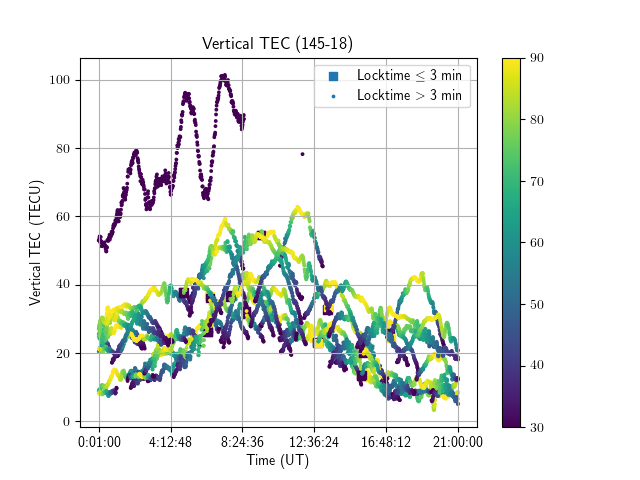 Vertical TEC (145-18)
Locktime ≤ 3 min
Locktime > 3 min
Vertical TEC (TECU)
100
80
60
40
20
0
0:01:00 4:12:48 8:24:36 12:36:24 16:48:12 21:00:00
Time (UT)
90
80
70
60
50
40
30